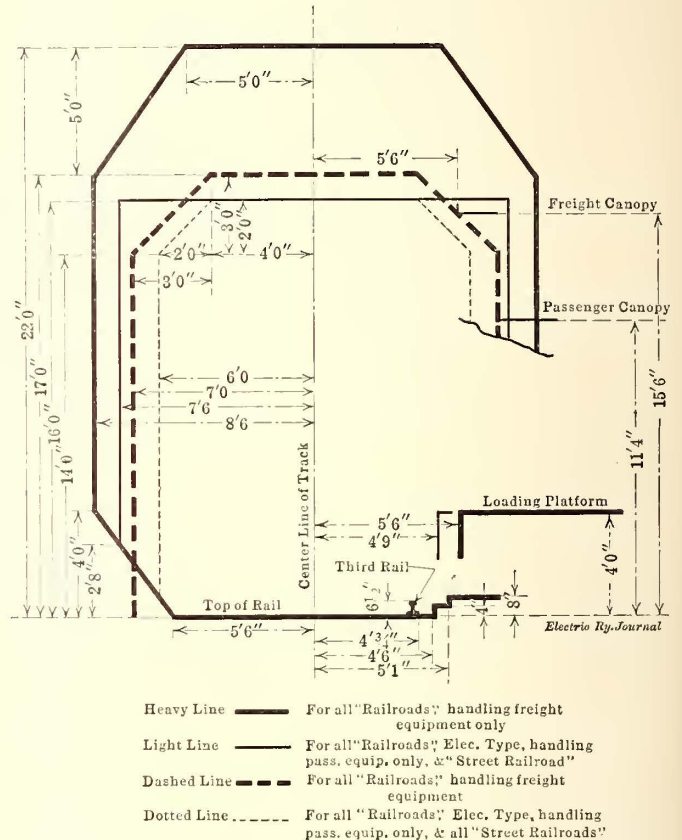 5′0″
5′0
5′6″
Freight Canopy
3′0″
2′0″
2′0″
4′0″
3′0″
Passenger Canopy
22′0″
17′0″
16′0″
14′0″
6′0
7′0
7′6
8′6
15′6″
11′4″
Center Line of Track
Loading Platform
5′6″
4′9″
4′0″
4′0″
2′8″
Third Rail
6½″
Top of Rail
4″
8″
Electric Ry. Journal
5′6″
4′6″
5′1″
Heavy Line For all "Railroads", handling freight
equipment only
Light Line For all "Railroads", Elec. Type, handling
pass. equip. only, & "Street Railroad"
Dashed Line For all "Railroads", handling freight
equipment
Dotted Line For all "Railroads", Elec. Type, handling
pass. equip. only, & all "Street Railroads".